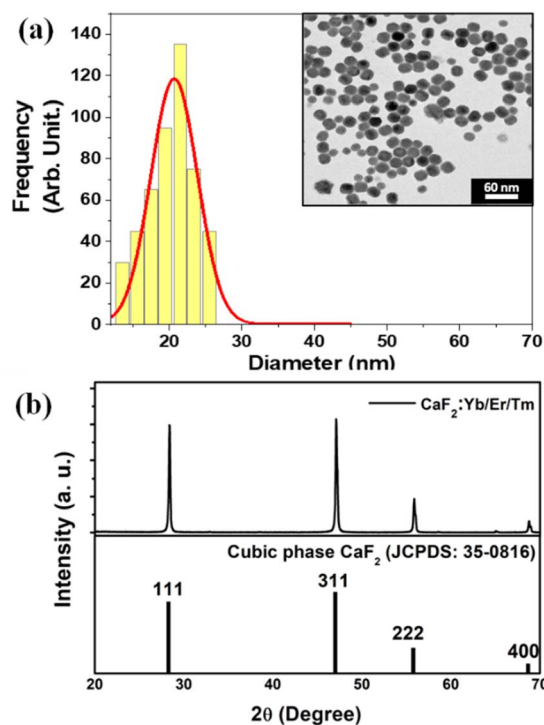 (a)
140
120
100
80
60
40
20
0
Frequency
(Arb. Unit.)
60 nm
20
30
40
50
60
70
Diameter (nm)
(b)
CaF₂:Yb/Er/Tm
Cubic phase CaF₂ (JCPDS: 35-0816)
111
311
222
400
Intensity (a. u.)
20
30
40
50
60
70
2θ (Degree)